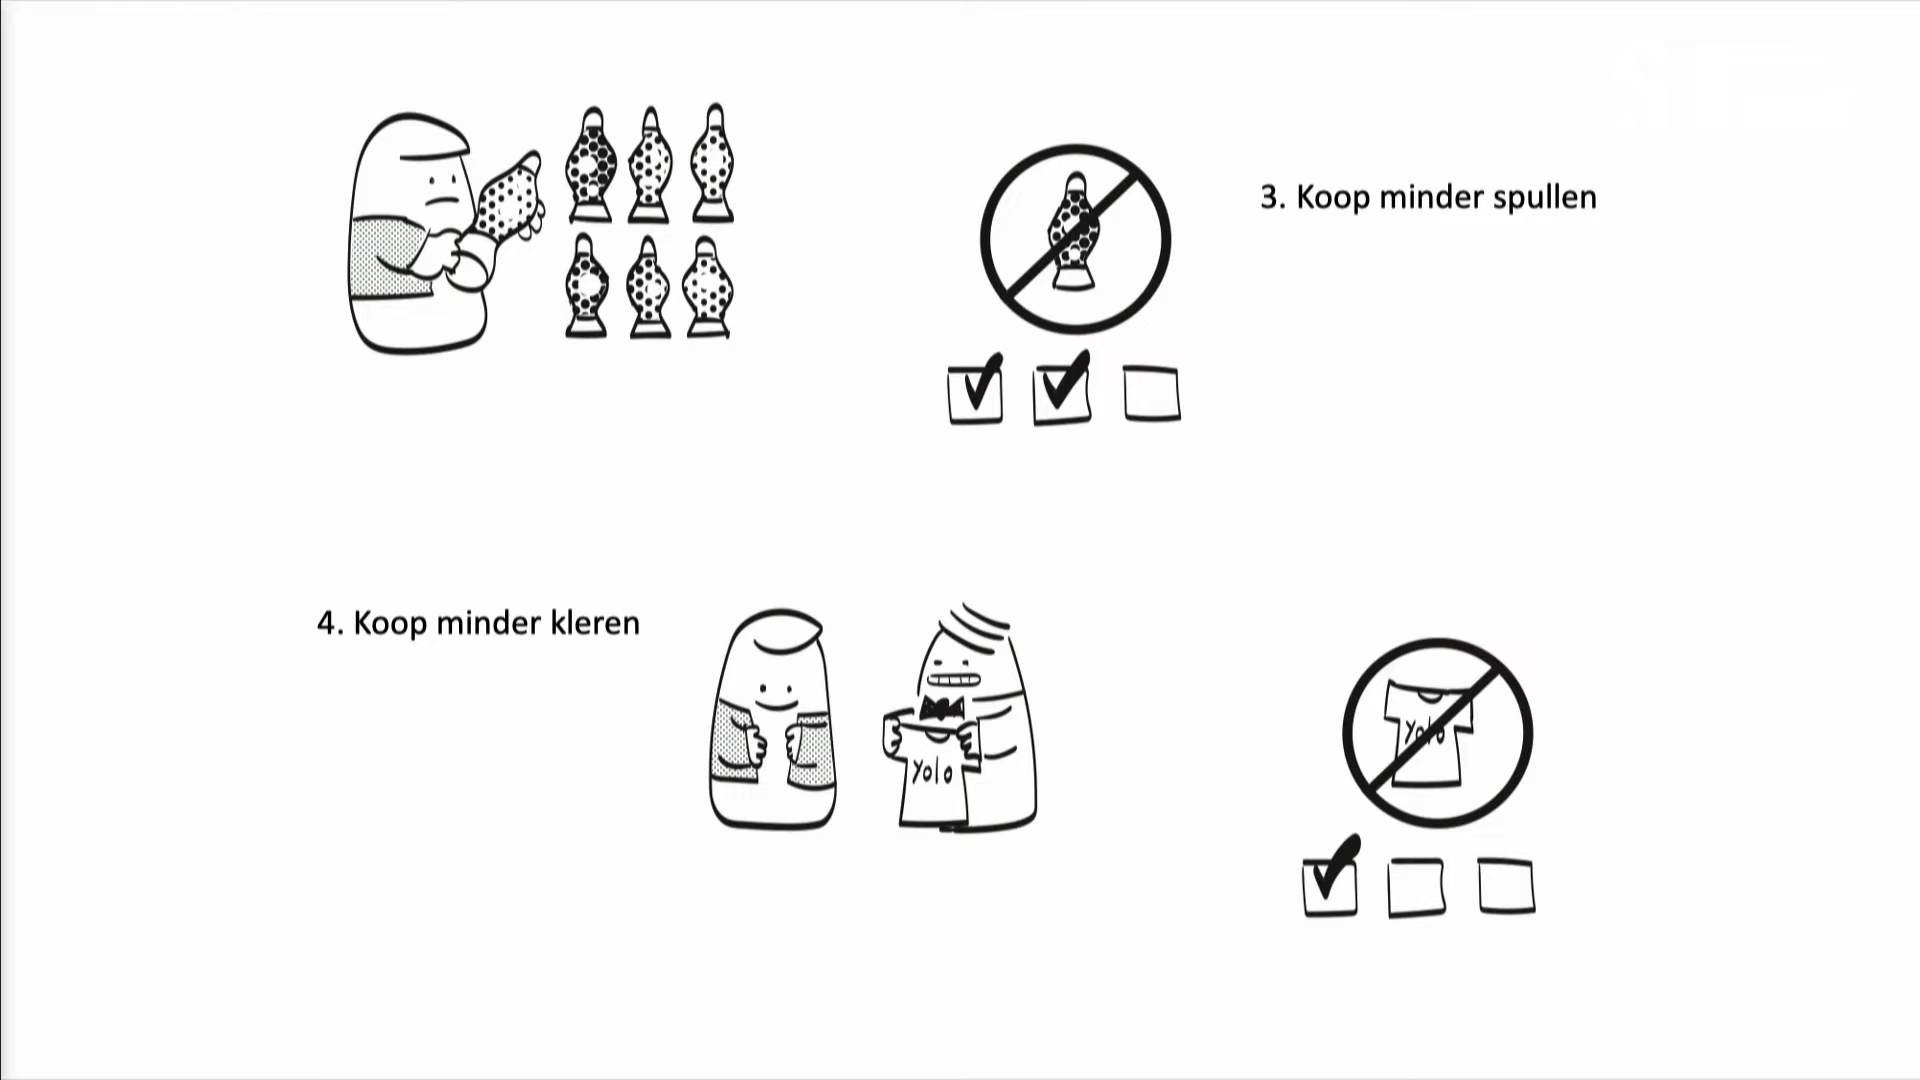 3. Koop minder spullen
4. Koop minder kleren
yolo
yolo